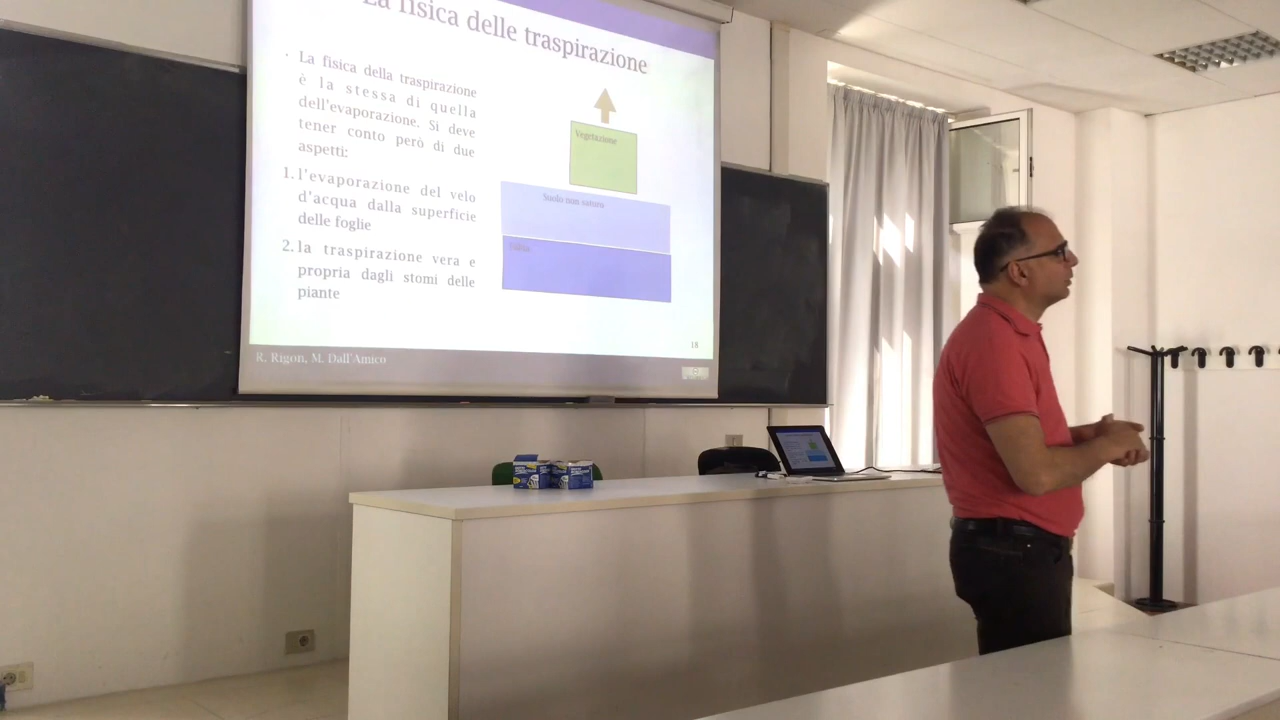 La fisica delle traspirazione
· La fisica della traspirazione
è la stessa di quella
dell'evaporazione. Si deve
tener conto però di due
aspetti:
1. l'evaporazione del velo
d'acqua dalla superficie
delle foglie
2. la traspirazione vera e
propria dagli stomi delle
piante
Vegetazione
Suolo non saturo
18
R. Rigon, M. Dall'Amico